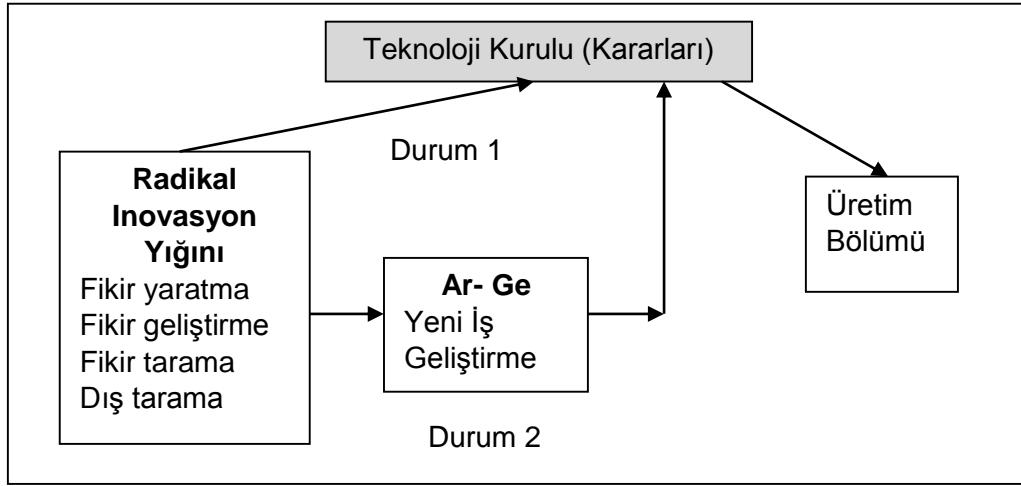 Teknoloji Kurulu (Kararları)
Durum 1
Radikal
Inovasyon
Yığını
Fikir yaratma
Fikir geliştirme
Fikir tarama
Dış tarama
Ar- Ge
Yeni İş
Geliştirme
Üretim
Bölümü
Durum 2